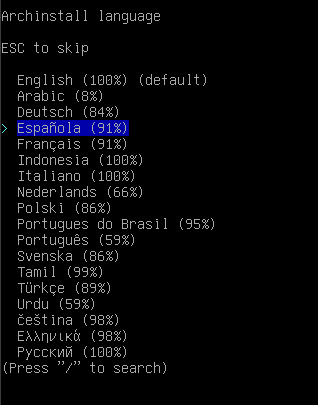 Archinstall language
ESC to skip
English (100%) (default)
Arabic (8%)
Deutsch (84%)
> Española (91%)
Français (91%)
Indonesia (100%)
Italiano (100%)
Nederlands (66%)
Polski (86%)
Portugues do Brasil (95%)
Português (59%)
Svenska (86%)
Tamil (99%)
Türkçe (89%)
Urdu (59%)
čeština (98%)
Ελληνικά (98%)
Русский (100%)
(Press "/" to search)